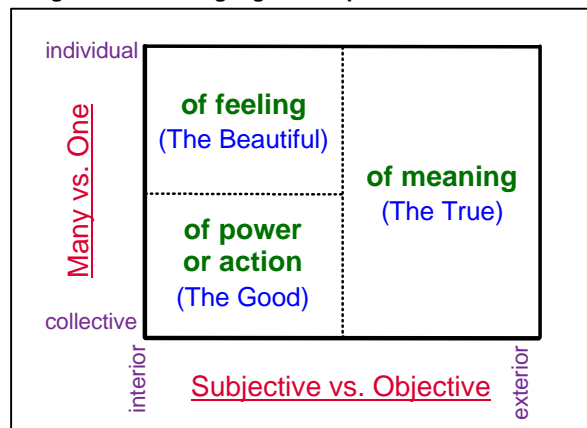 individual
of feeling
(The Beautiful)
of meaning
(The True)
of power
or action
(The Good)
collective
Many vs. One
interior
exterior
Subjective vs. Objective